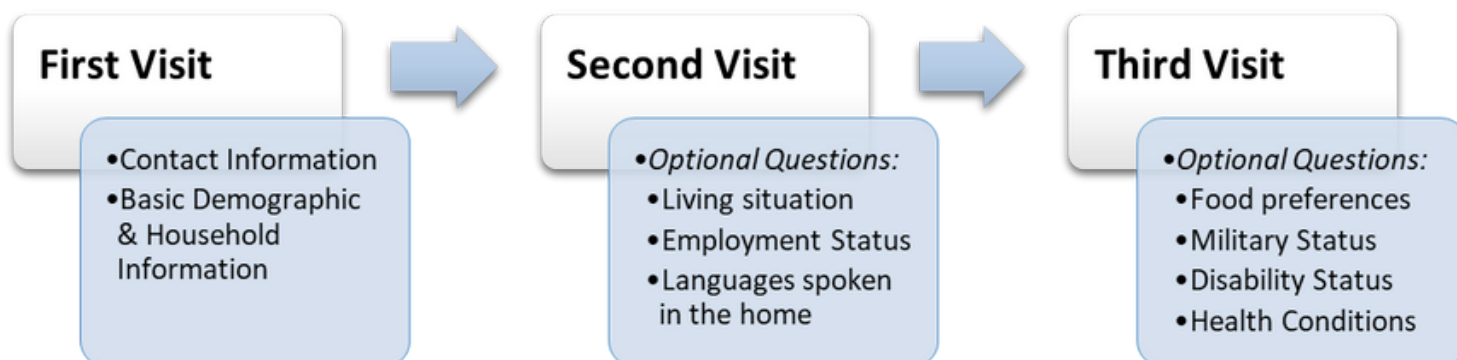 First Visit
•Contact Information
•Basic Demographic
& Household
Information
Second Visit
•Optional Questions:
•Living situation
•Employment Status
•Languages spoken
in the home
Third Visit
•Optional Questions:
•Food preferences
•Military Status
•Disability Status
•Health Conditions